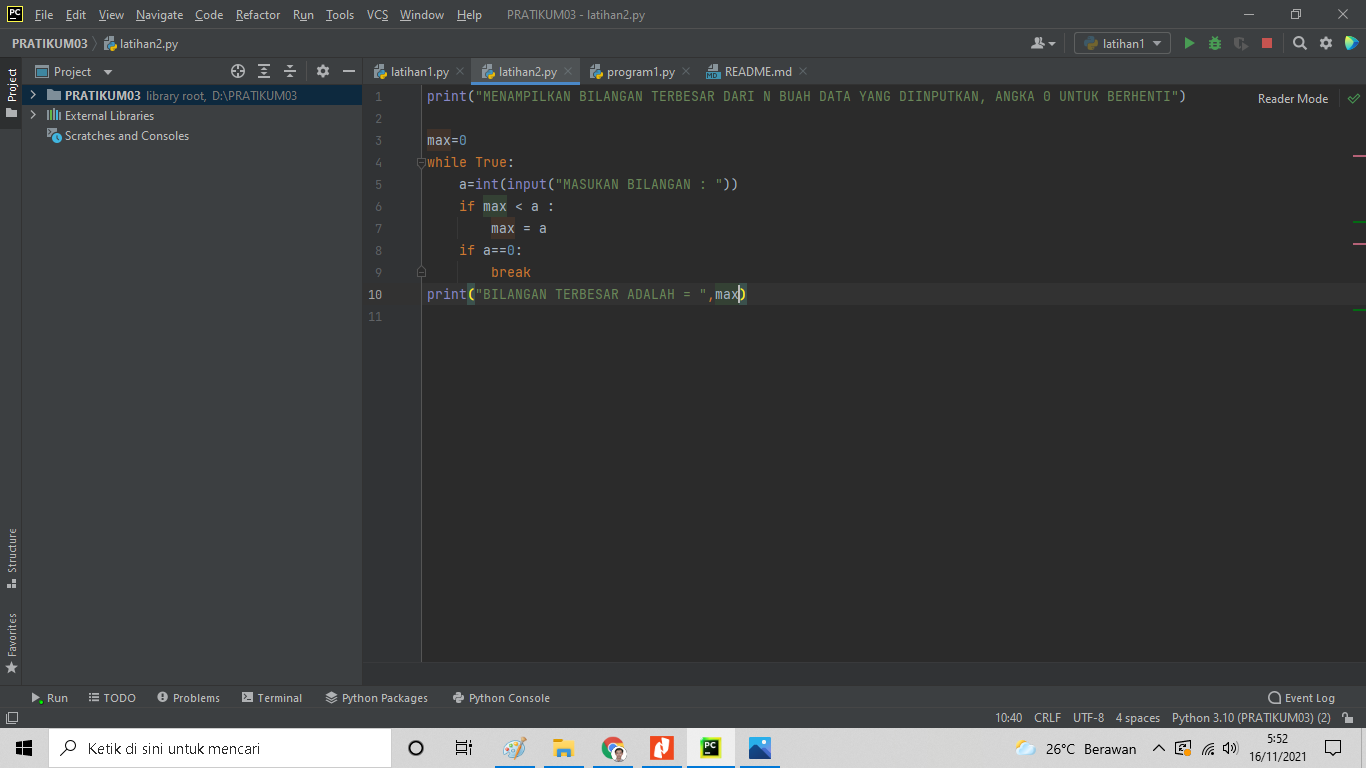 PC File Edit View Navigate Code Refactor Run Tools VCS Window Help PRATIKUM03 - latihan2.py
PRATIKUM03 latihan2.py latihan1
Project
Project
latihan1.py latihan2.py program1.py MD README.md
PRATIKUM03 library root, D:\PRATIKUM03
External Libraries
Scratches and Consoles
Reader Mode
1 print("MENAMPILKAN BILANGAN TERBESAR DARI N BUAH DATA YANG DIINPUTKAN, ANGKA 0 UNTUK BERHENTI")
2
3 max=0
4 while True:
5 a=int(input("MASUKAN BILANGAN : "))
6 if max < a :
7 max = a
8 if a==0:
9 break
10 print("BILANGAN TERBESAR ADALAH = ",max)
11
Structure
Favorites
Run TODO Problems Terminal Python Packages Python Console Event Log
10:40 CRLF UTF-8 4 spaces Python 3.10 (PRATIKUM03) (2)
Ketik di sini untuk mencari
PC
26°C Berawan
5:52
16/11/2021